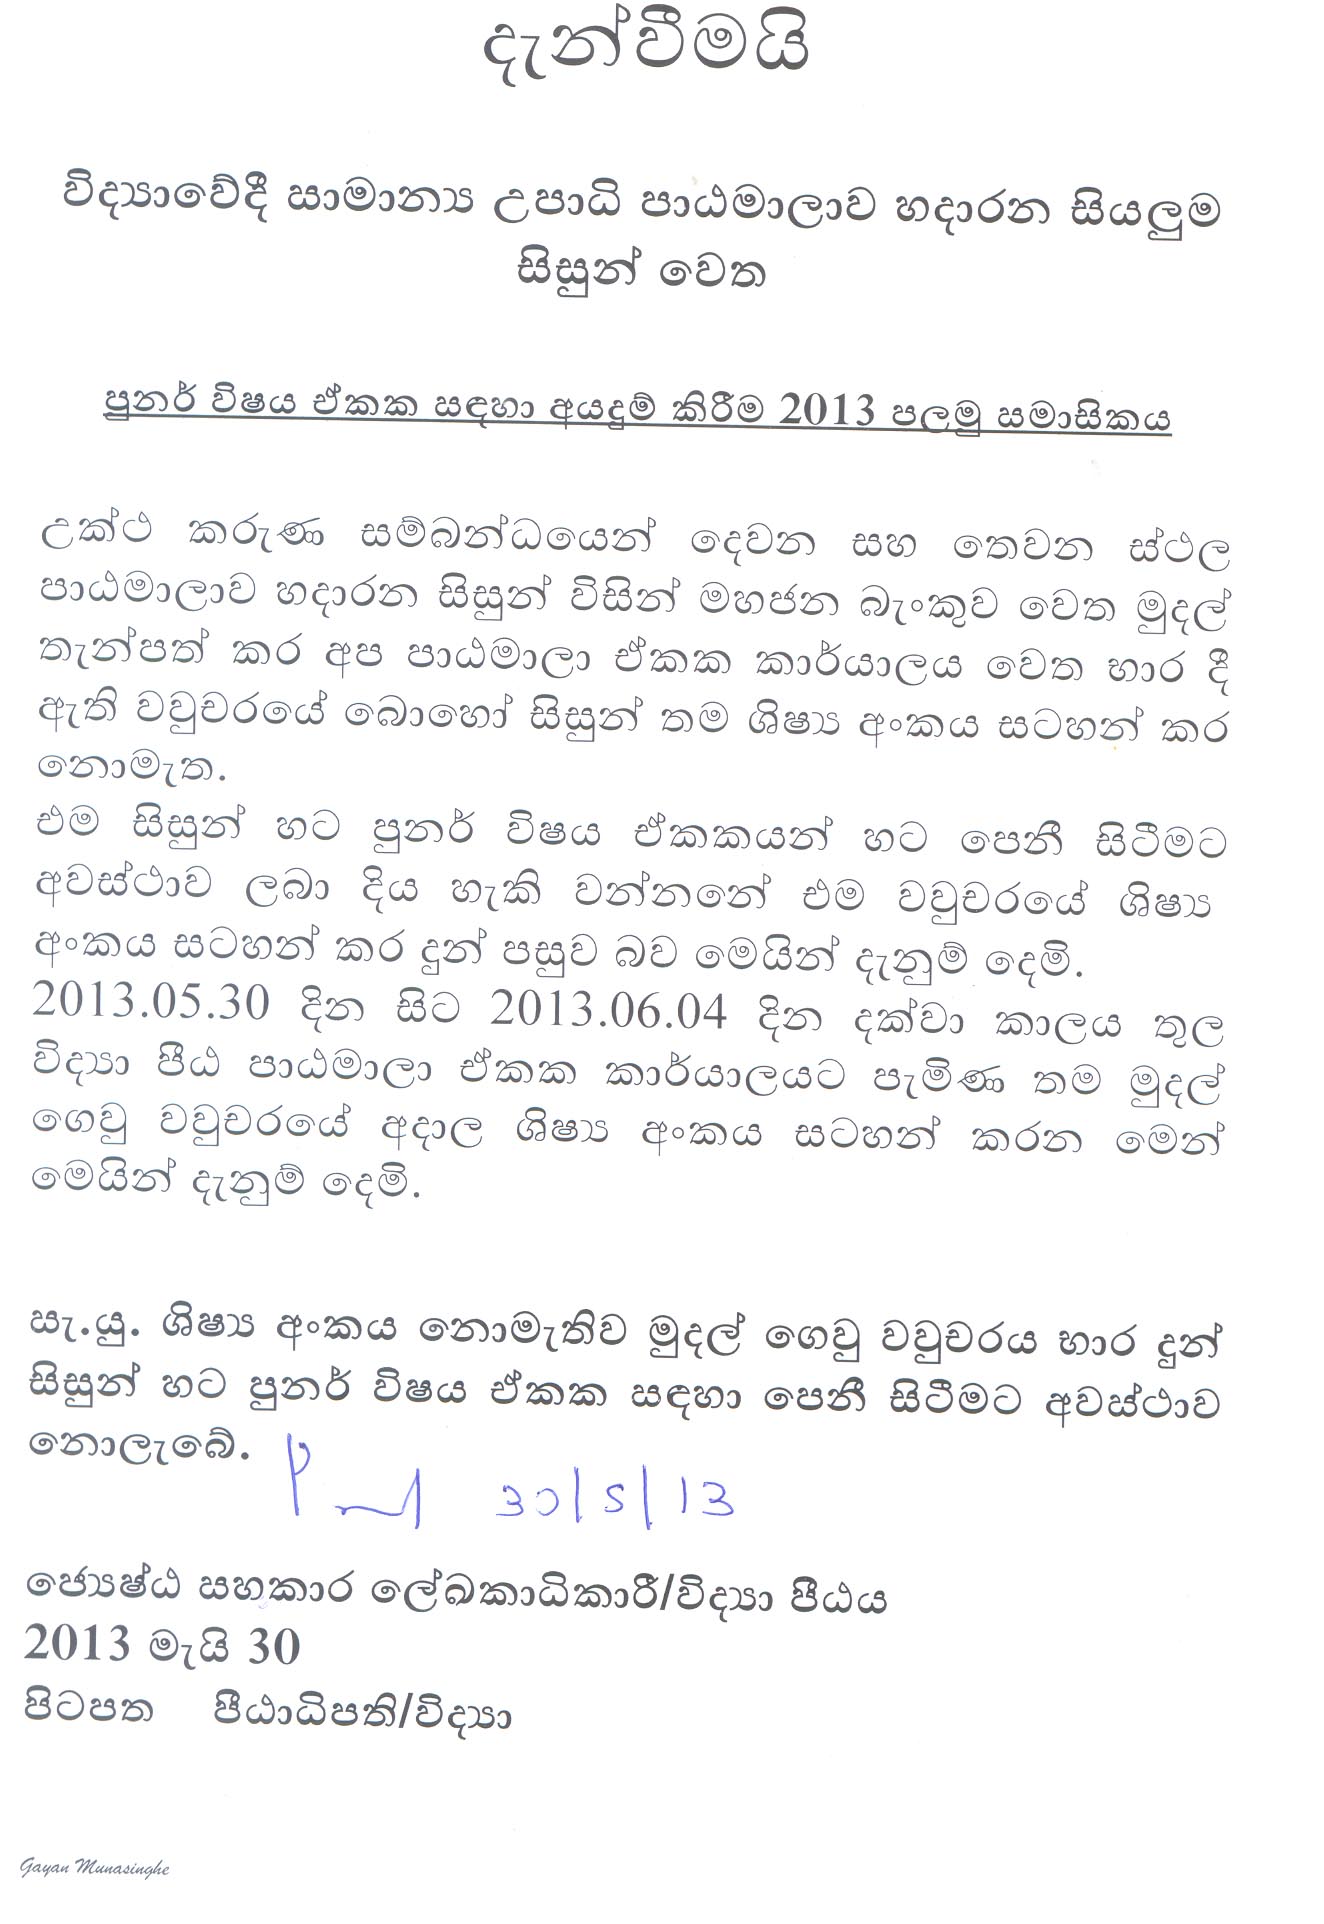 දැන්වීමයි
විද්‍යාවේදී සාමාන්‍ය උපාධි පාඨමාලාව හදාරන සියලුම
සිසුන් වෙත
පුනර් විෂය ඒකක සඳහා අයදුම් කිරීම 2013 පලමු සමාසිකය
උක්ථ කරුණ සම්බන්ධයෙන් දෙවන සහ තෙවන ස්ථල
පාඨමාලාව හදාරන සිසුන් විසින් මහජන බැංකුව වෙත මුදල්
තැන්පත් කර අප පාඨමාලා ඒකක කාර්යාලය වෙත භාර දී
ඇති වවුචරයේ බොහෝ සිසුන් තම ශිෂ්‍ය අංකය සටහන් කර
නොමැත.
එම සිසුන් හට පුනර් විෂය ඒකකයන් හට පෙනී සිටීමට
අවස්ථාව ලබා දිය හැකි වන්නනේ එම වවුචරයේ ශිෂ්‍ය
අංකය සටහන් කර දුන් පසුව බව මෙයින් දැනුම් දෙමි.
2013.05.30 දින සිට 2013.06.04 දින දක්වා කාලය තුල
විද්‍යා පීඨ පාඨමාලා ඒකක කාර්යාලයට පැමිණ තම මුදල්
ගෙවු වවුචරයේ අදාල ශිෂ්‍ය අංකය සටහන් කරන මෙන්
මෙයින් දැනුම් දෙමි.
සැ.යු. ශිෂ්‍ය අංකය නොමැතිව මුදල් ගෙවු වවුචරය භාර දුන්
සිසුන් හට පුනර් විෂය ඒකක සඳහා පෙනී සිටීමට අවස්ථාව
නොලැබේ.
30/5/13
ජ්‍යෙෂ්ඨ සහකාර ලේඛකාධිකාරී/විද්‍යා පීඨය
2013 මැයි 30
පිටපත පීඨාධිපති/විද්‍යා
Gayan Munasinghe